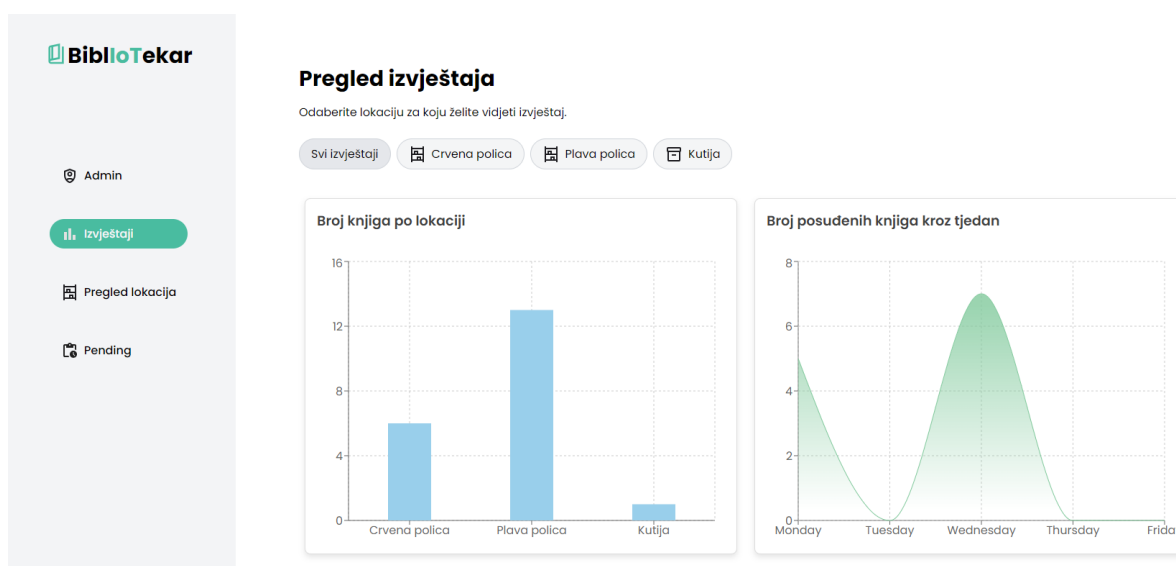 BiblIoTekar
Admin
Izvještaji
Pregled lokacija
Pending
Pregled izvještaja
Odaberite lokaciju za koju želite vidjeti izvještaj.
Svi izvještaji
Crvena polica
Plava polica
Kutija
Broj knjiga po lokaciji
16
12
8
4
0
Crvena polica
Plava polica
Kutija
Broj posuđenih knjiga kroz tjedan
8
6
4
2
0
Monday
Tuesday
Wednesday
Thursday
Frida